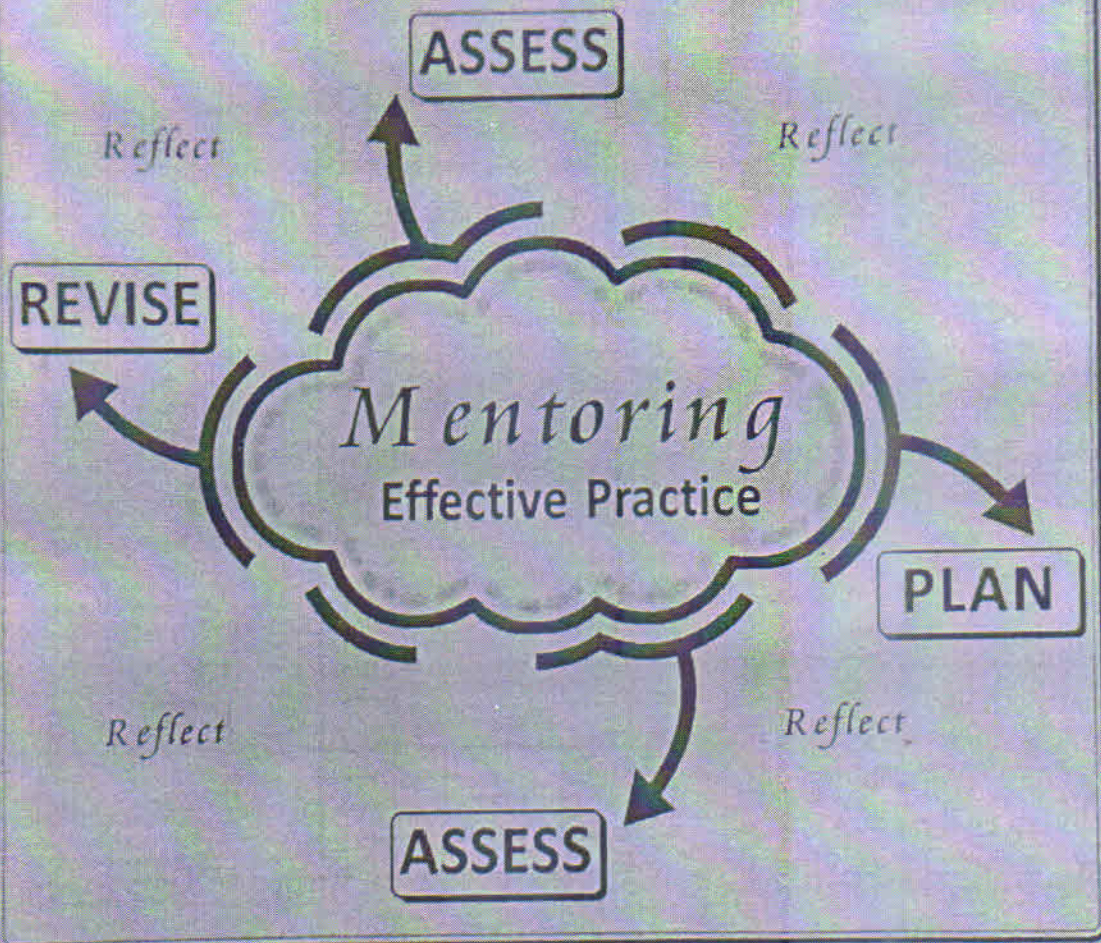 ASSESS
Reflect
Reflect
REVISE
Mentoring
Effective Practice
PLAN
Reflect
Reflect
ASSESS